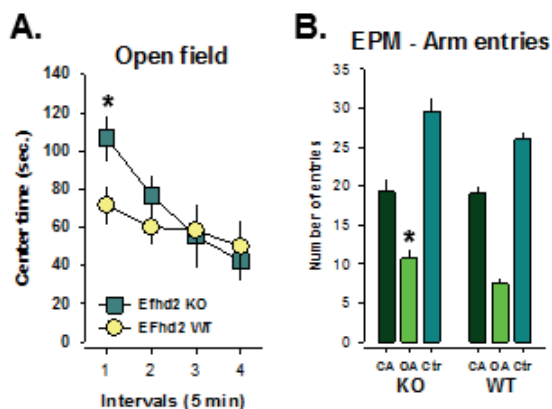 A.
Open field
Center time (sec.)
140
120
100
80
60
40
20
0
*
Efhd2 KO
EFhd2 WT
1 2 3 4
Intervals (5 min)
B.
EPM - Arm entries
Number of entries
35
30
25
20
15
10
5
0
*
CA OA Ctr CA OA Ctr
KO WT